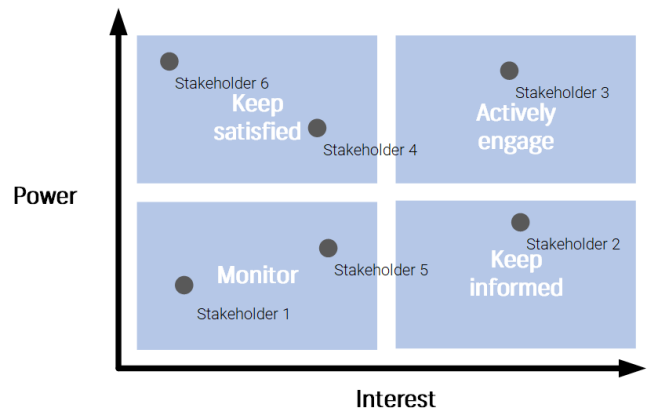 Stakeholder 6
Keep
satisfied
Stakeholder 4
Stakeholder 3
Actively
engage
Power
Monitor
Stakeholder 5
Stakeholder 1
Stakeholder 2
Keep
informed
Interest